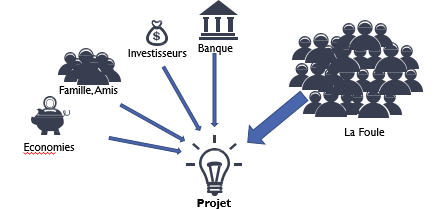 Investisseurs
Banque
Famille, Amis
La Foule
Economies
Projet